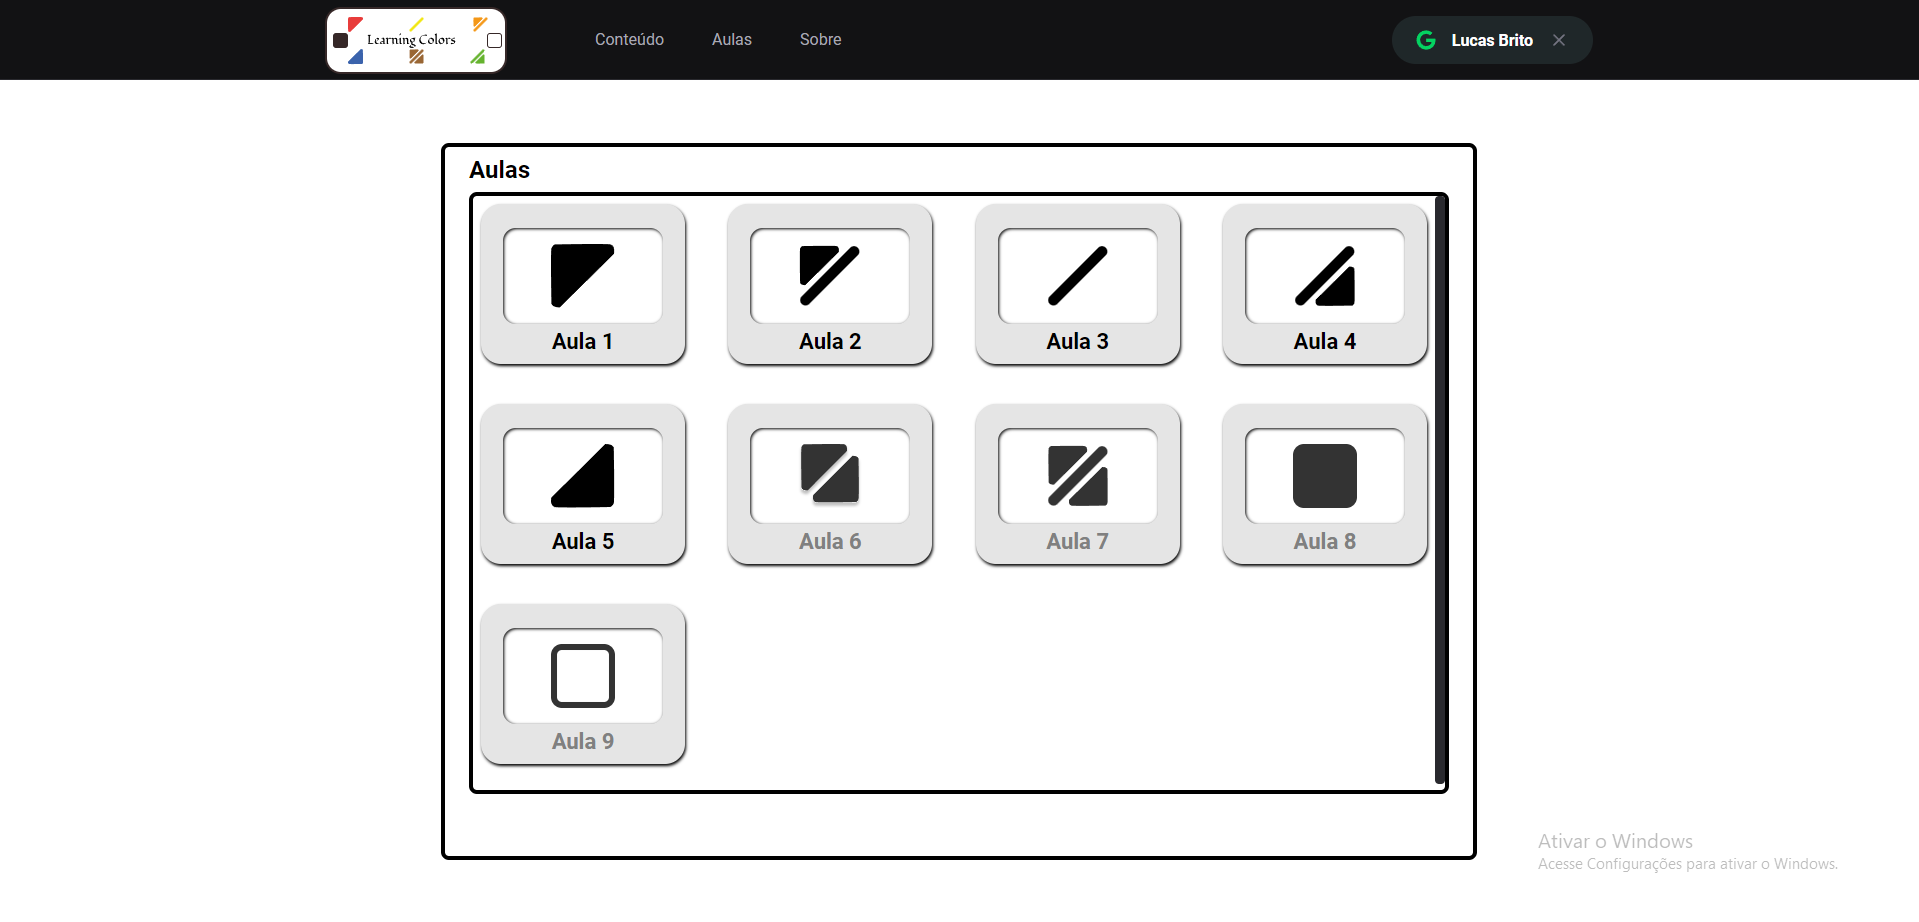 Learning Colors
Conteúdo
Aulas
Sobre
Lucas Brito
Aulas
Aula 1
Aula 2
Aula 3
Aula 4
Aula 5
Aula 6
Aula 7
Aula 8
Aula 9
Ativar o Windows
Acesse Configurações para ativar o Windows.